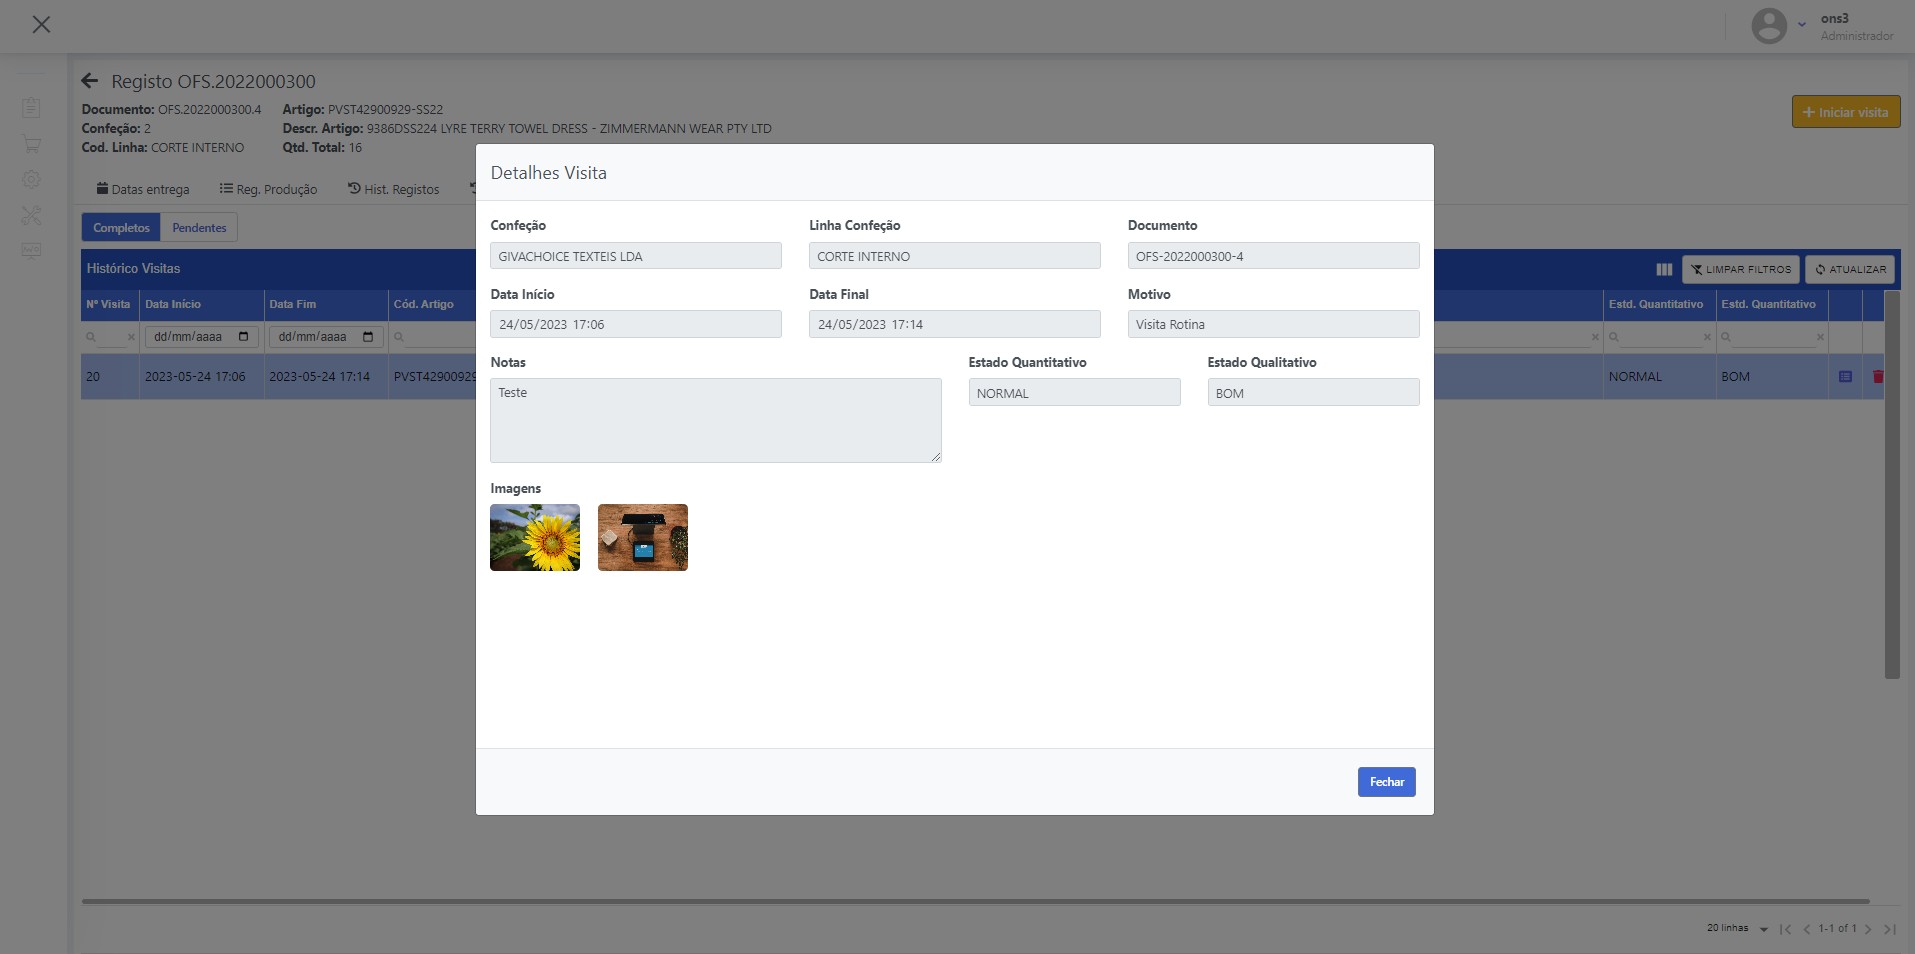 ons3
Administrador
Registo OFS.2022000300
Documento: OFS.2022000300.4 Artigo: PVST42900929-SS22
Confeção: 2 Descr. Artigo: 9386DSS224 LYRE TERRY TOWEL DRESS - ZIMMERMANN WEAR PTY LTD
Cod. Linha: CORTE INTERNO Qtd. Total: 16
+ Iniciar visita
Datas entrega Reg. Produção Hist. Registos
Completos Pendentes
Histórico Visitas LIMPAR FILTROS ATUALIZAR
Nº Visita Data Início Data Fim Cód. Artigo Estd. Quantitativo Estd. Quantitativo
dd/mm/aaaa dd/mm/aaaa
20 2023-05-24 17:06 2023-05-24 17:14 PVST42900929 NORMAL BOM
Detalhes Visita
Confeção Linha Confeção Documento
GIVACHOICE TEXTEIS LDA CORTE INTERNO OFS-2022000300-4
Data Início Data Final Motivo
24/05/2023 17:06 24/05/2023 17:14 Visita Rotina
Notas Estado Quantitativo Estado Qualitativo
Teste NORMAL BOM
Imagens
Fechar
20 linhas 1-1 of 1